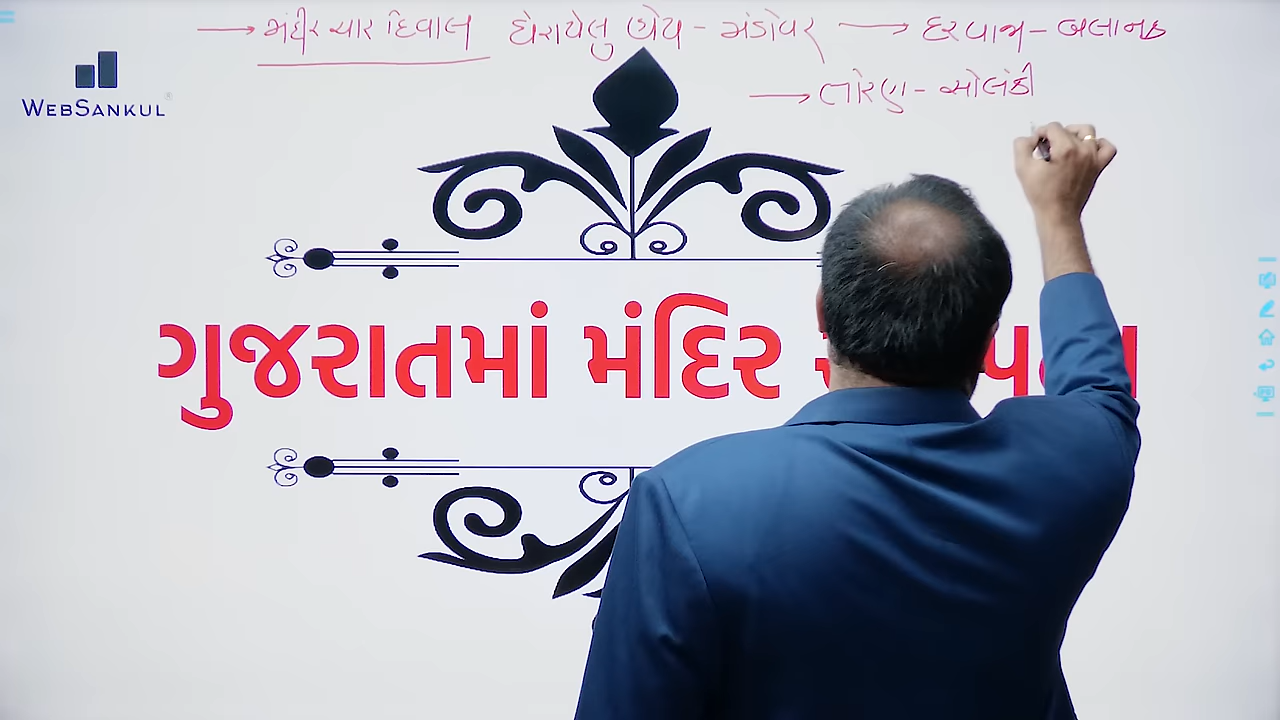 → મંદીર ચાર દિવાલ ઘેરાયેલુ હોય - મંડોવર → દરવાજા - બલાનક
→ તોરણ - સોલંકી
WEBSANKUL
ગુજરાતમાં મંદિર